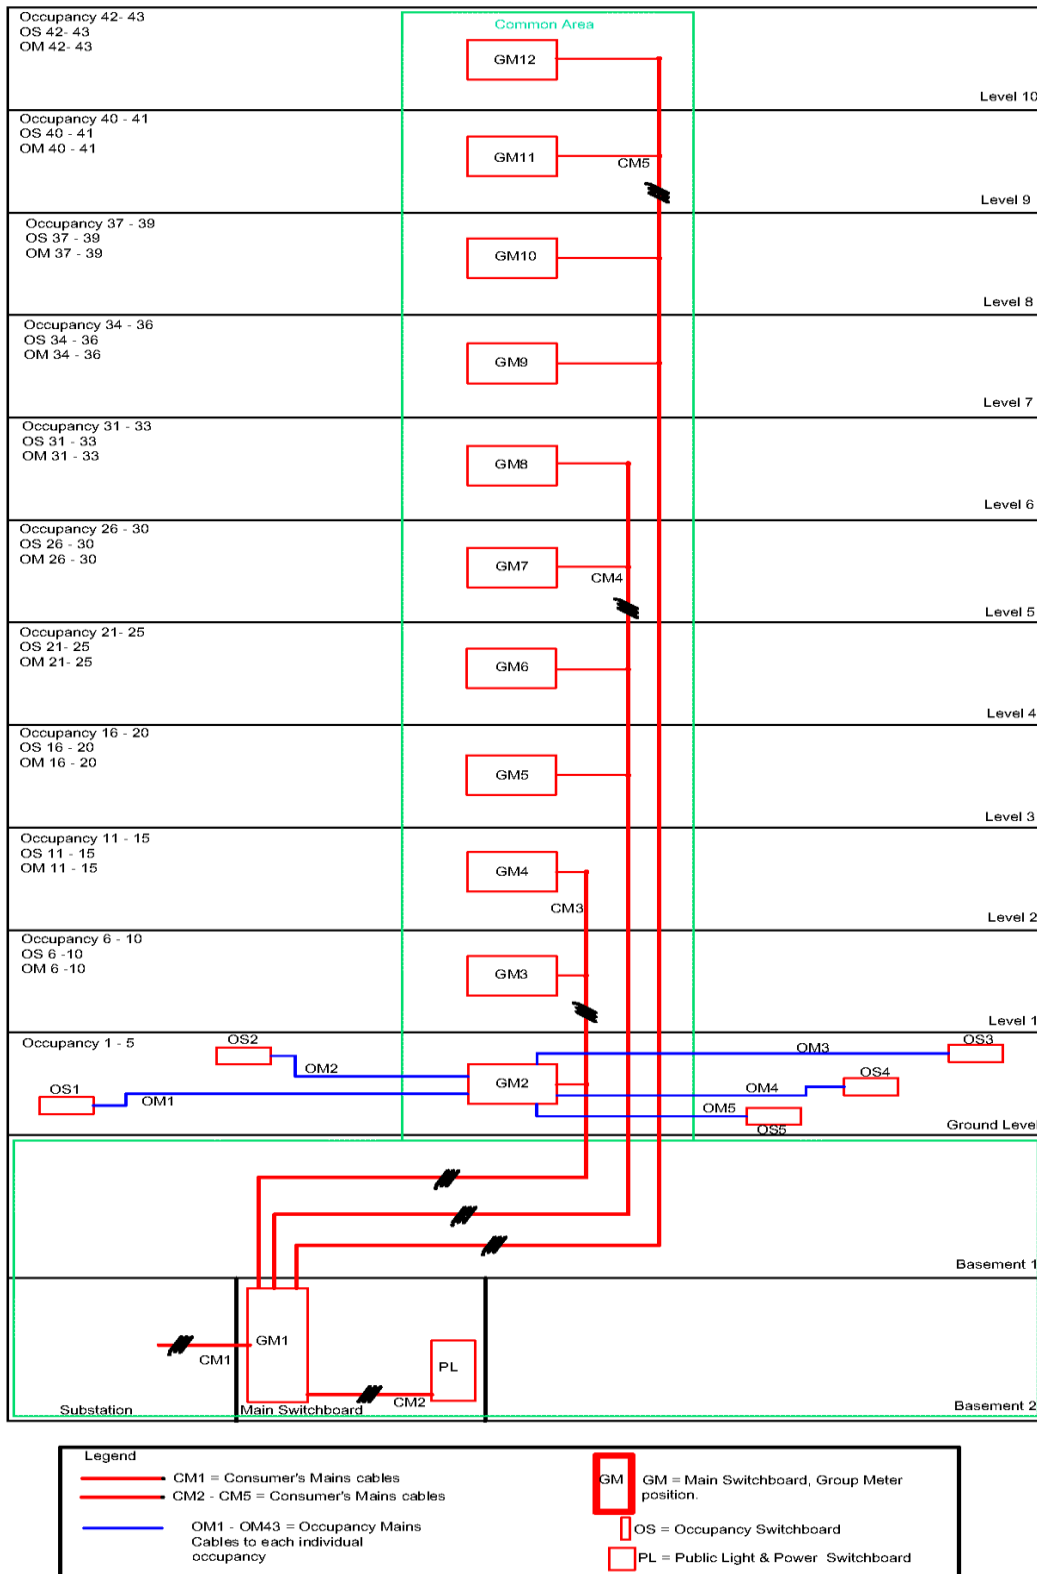 Occupancy 42- 43
OS 42- 43
OM 42- 43
Common Area
GM12
Level 10
Occupancy 40 - 41
OS 40 - 41
OM 40 - 41
GM11
CM5
Level 9
Occupancy 37 - 39
OS 37 - 39
OM 37 - 39
GM10
Level 8
Occupancy 34 - 36
OS 34 - 36
OM 34 - 36
GM9
Level 7
Occupancy 31 - 33
OS 31 - 33
OM 31 - 33
GM8
Level 6
Occupancy 26 - 30
OS 26 - 30
OM 26 - 30
GM7
CM4
Level 5
Occupancy 21- 25
OS 21- 25
OM 21- 25
GM6
Level 4
Occupancy 16 - 20
OS 16 - 20
OM 16 - 20
GM5
Level 3
Occupancy 11 - 15
OS 11 - 15
OM 11 - 15
GM4
CM3
Level 2
Occupancy 6 - 10
OS 6 -10
OM 6 -10
GM3
Level 1
Occupancy 1 - 5
OS2
OM2
OM3
OS3
OS1
OM1
GM2
OM4
OS4
OM5
OS5
Ground Level
Basement 1
GM1
CM1
PL
CM2
Substation
Main Switchboard
Basement 2
Legend
CM1 = Consumer's Mains cables
CM2 - CM5 = Consumer's Mains cables
OM1 - OM43 = Occupancy Mains
Cables to each individual
occupancy
GM
GM = Main Switchboard, Group Meter
position.
OS = Occupancy Switchboard
PL = Public Light & Power Switchboard